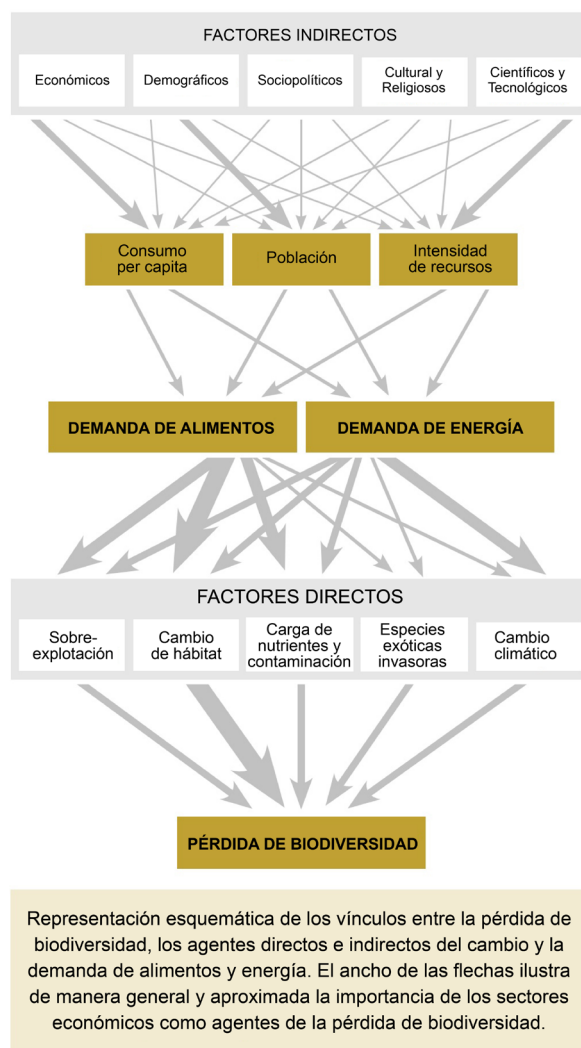 FACTORES INDIRECTOS
Económicos
Demográficos
Sociopolíticos
Cultural y
Religiosos
Científicos y
Tecnológicos
Consumo
per capita
Población
Intensidad
de recursos
DEMANDA DE ALIMENTOS
DEMANDA DE ENERGÍA
FACTORES DIRECTOS
Sobre-
explotación
Cambio
de hábitat
Carga de
nutrientes y
contaminación
Especies
exóticas
invasoras
Cambio
climático
PÉRDIDA DE BIODIVERSIDAD
Representación esquemática de los vínculos entre la pérdida de
biodiversidad, los agentes directos e indirectos del cambio y la
demanda de alimentos y energía. El ancho de las flechas ilustra
de manera general y aproximada la importancia de los sectores
económicos como agentes de la pérdida de biodiversidad.